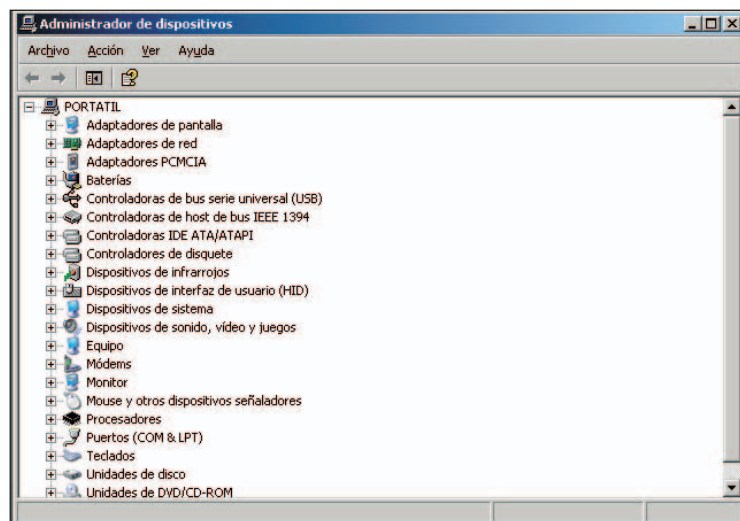 Administrador de dispositivos
Archivo Acción Ver Ayuda
PORTATIL
Adaptadores de pantalla
Adaptadores de red
Adaptadores PCMCIA
Baterías
Controladoras de bus serie universal (USB)
Controladoras de host de bus IEEE 1394
Controladoras IDE ATA/ATAPI
Controladores de disquete
Dispositivos de infrarrojos
Dispositivos de interfaz de usuario (HID)
Dispositivos de sistema
Dispositivos de sonido, vídeo y juegos
Equipo
Módems
Monitor
Mouse y otros dispositivos señaladores
Procesadores
Puertos (COM & LPT)
Teclados
Unidades de disco
Unidades de DVD/CD-ROM